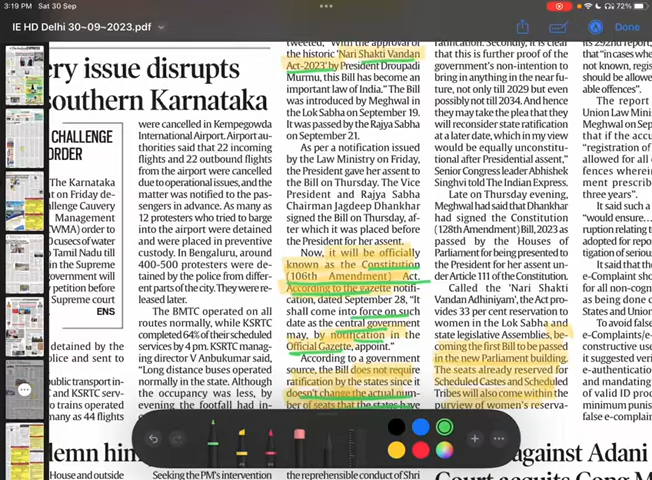 3:19 PM Sat 30 Sep
72%
IE HD Delhi 30~09~2023.pdf
Done
ery issue disrupts
southern Karnataka
CHALLENGE
ORDER
The Karnataka
nt on Friday de-
hallenge Cauvery
Management
WMA) order to
0 cusecs of water
Tamil Nadu till
in the Supreme
overnment will
petition before
Supreme court
ENS
detained by the
olice and sent to
public transport in-
C and KSRTC serv-
o trains operated
many as 44 flights
were cancelled in Kempegowda
International Airport. Airport au-
thorities said that 22 incoming
flights and 22 outbound flights
from the airport were cancelled
due to operational issues, and the
matter was notified to the pas-
sengers in advance. As many as
12 protesters who tried to barge
into the airport were detained
and were placed in preventive
custody. In Bengaluru, around
400-500 protesters were de-
tained by the police from differ-
ent parts of the city. They were re-
leased later.
The BMTC operated on all
routes normally, while KSRTC
completed 64% of their scheduled
services by 4 pm. KSRTC manag-
ing director V Anbukumar said,
"Long distance buses operated
normally in the state. Although
the occupancy was less, by
evening the footfall had in-
tweeted, "With the approval of
the historic 'Nari Shakti Vandan
Act-2023' by President Droupadi
Murmu, this Bill has become an
important law of India." The Bill
was introduced by Meghwal in
the Lok Sabha on September 19.
It was passed by the Rajya Sabha
on September 21.
As per a notification issued
by the Law Ministry on Friday,
the President gave her assent to
the Bill on Thursday. The Vice
President and Rajya Sabha
Chairman Jagdeep Dhankhar
signed the Bill on Thursday, af-
ter which it was placed before
the President for her assent.
Now, it will be officially
known as the Constitution
(106th Amendment) Act.
According to the gazette notifi-
cation, dated September 28, "It
shall come into force on such
date as the central government
may, by notification in the
Official Gazette, appoint."
According to a government
source, the Bill does not require
ratification by the states since it
doesn't change the actual num-
ber of seats that the states have
ratification. Secondly, it is clear
that this is further proof of the
government's non-intention to
bring in anything in the near fu-
ture, not only till 2029 but even
possibly not till 2034. And hence
they may take the plea that they
will reconsider state ratification
at a later date, which in my view
would be equally unconstitu-
tional after Presidential assent,"
Senior Congress leader Abhishek
Singhvi told The Indian Express.
Late on Thursday evening,
Meghwal had said that Dhankhar
had signed the Constitution
(128th Amendment) Bill, 2023 as
passed by the Houses of
Parliament for being presented to
the President for her assent un-
der Article 111 of the Constitution.
Called the 'Nari Shakti
Vandan Adhiniyam', the Act pro-
vides 33 per cent reservation to
women in the Lok Sabha and
state legislative Assemblies, be-
coming the first Bill to be passed
in the new Parliament building.
The seats already reserved for
Scheduled Castes and Scheduled
Tribes will also come within the
purview of women's reserva-
its 292nd report,
that "in cases wher
not known, regis
should be allowed
able offences".
The report
Union Law Minist
Meghwal on Sep
that if the accu
"registration of
allowed for all c
fences wherein
ment prescrib
three years".
It said such a
"would ensure...
tration of relating
adopted for repor
tigation of serious
It said that the
e-Complaint sho
for all non-cogni
as being done c
States and Union
To avoid false
e-Complaints/e-
constructive use
it suggested verifi
e-authentication
and mandating
of valid ID proo
minimum punis
false e-complain
demn him
House and outside
Seeking the PM's intervention
the reprehensible conduct of Shri
against Adani
Court acquits Cong M